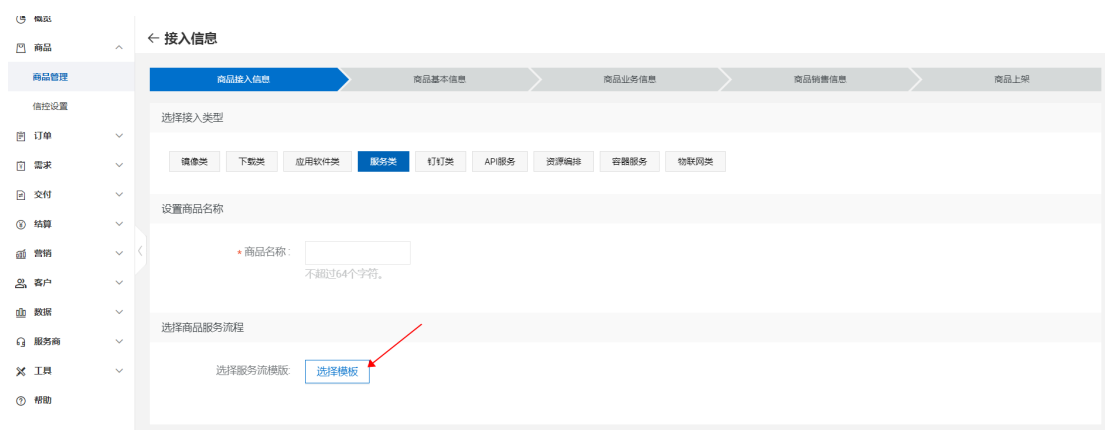 概览
商品
商品管理
信控设置
订单
需求
交付
结算
营销
客户
数据
服务商
工具
帮助
← 接入信息
商品接入信息 商品基本信息 商品业务信息 商品销售信息 商品上架
选择接入类型
镜像类 下载类 应用软件类 服务类 钉钉类 API服务 资源编排 容器服务 物联网类
设置商品名称
* 商品名称 :
不超过64个字符。
选择商品服务流程
选择服务流模版: 选择模板